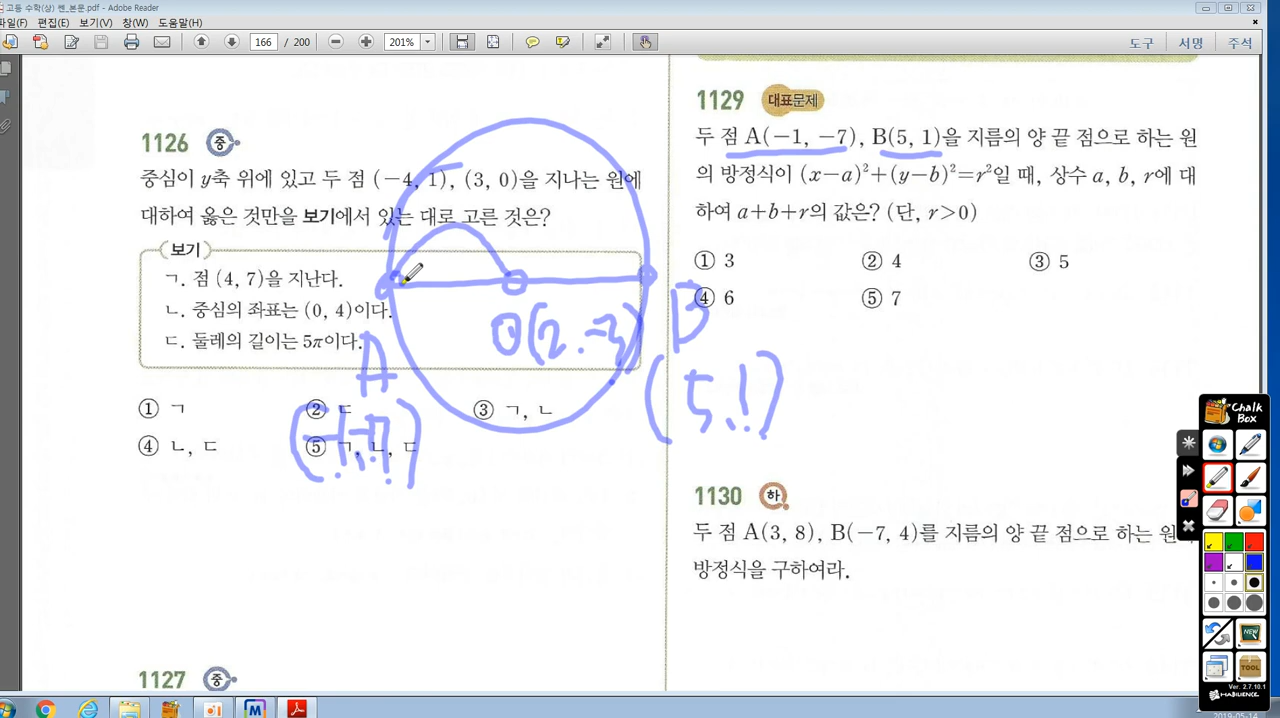 고등 수학(상) 쎈_본문.pdf - Adobe Reader
파일(F) 편집(E) 보기(V) 창(W) 도움말(H)
166 / 200 201% 도구 서명 주석
1126 중
중심이 y축 위에 있고 두 점 (−4, 1), (3, 0)을 지나는 원에
대하여 옳은 것만을 보기에서 있는 대로 고른 것은?
보기
ㄱ. 점 (4, 7)을 지난다.
ㄴ. 중심의 좌표는 (0, 4)이다.
ㄷ. 둘레의 길이는 5π이다.
① ㄱ ② ㄷ ③ ㄱ, ㄴ
④ ㄴ, ㄷ ⑤ ㄱ, ㄴ, ㄷ
O(2. -3)
A
(-1, -7)
B
(5, 1)
1127 중
1129 대표문제
두 점 A(−1, −7), B(5, 1)을 지름의 양 끝 점으로 하는 원
의 방정식이 (x−a)²+(y−b)²=r²일 때, 상수 a, b, r에 대
하여 a+b+r의 값은? (단, r>0)
① 3 ② 4 ③ 5
④ 6 ⑤ 7
1130 하
두 점 A(3, 8), B(−7, 4)를 지름의 양 끝 점으로 하는 원의
방정식을 구하여라.
Chalk
Box
NEW
TOOL
Ver. 2.7.10.1
HABILIENCE
2019-05-14